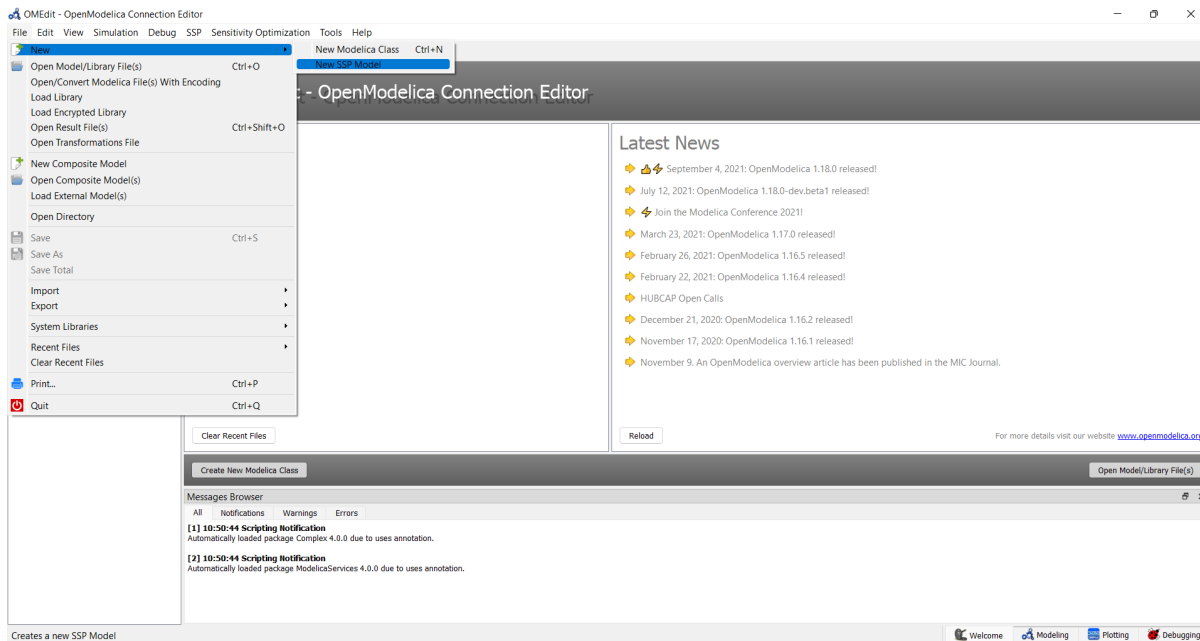 OMEdit - OpenModelica Connection Editor
File Edit View Simulation Debug SSP Sensitivity Optimization Tools Help
New
New Modelica Class Ctrl+N
New SSP Model
Open Model/Library File(s) Ctrl+O
Open/Convert Modelica File(s) With Encoding
Load Library
Load Encrypted Library
Open Result File(s) Ctrl+Shift+O
Open Transformations File
New Composite Model
Open Composite Model(s)
Load External Model(s)
Open Directory
Save Ctrl+S
Save As
Save Total
Import
Export
System Libraries
Recent Files
Clear Recent Files
Print... Ctrl+P
Quit Ctrl+Q
- OpenModelica Connection Editor
Latest News
September 4, 2021: OpenModelica 1.18.0 released!
July 12, 2021: OpenModelica 1.18.0-dev.beta1 released!
Join the Modelica Conference 2021!
March 23, 2021: OpenModelica 1.17.0 released!
February 26, 2021: OpenModelica 1.16.5 released!
February 22, 2021: OpenModelica 1.16.4 released!
HUBCAP Open Calls
December 21, 2020: OpenModelica 1.16.2 released!
November 17, 2020: OpenModelica 1.16.1 released!
November 9. An OpenModelica overview article has been published in the MIC Journal.
Clear Recent Files
Reload
For more details visit our website www.openmodelica.org
Create New Modelica Class
Open Model/Library File(s)
Messages Browser
All Notifications Warnings Errors
[1] 10:50:44 Scripting Notification
Automatically loaded package Complex 4.0.0 due to uses annotation.
[2] 10:50:44 Scripting Notification
Automatically loaded package ModelicaServices 4.0.0 due to uses annotation.
Creates a new SSP Model
Welcome Modeling Plotting Debugging